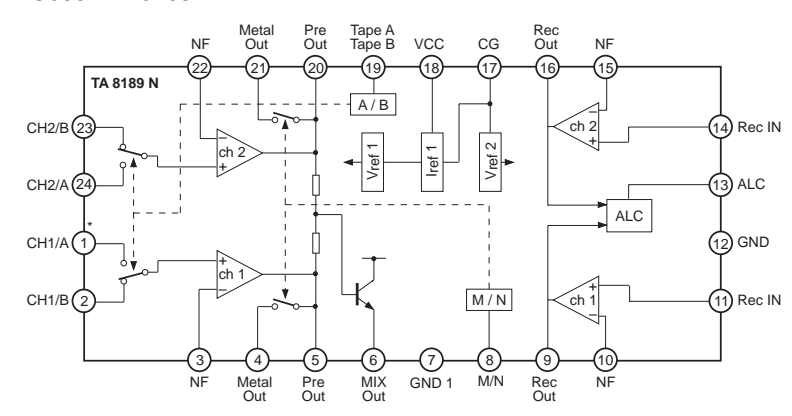 NF
Metal
Out
Pre
Out
Tape A
Tape B
VCC
CG
Rec
Out
NF
22
21
20
19
18
17
16
15
TA 8189 N
A / B
CH2/B
23
ch 2
Vref 1
Iref 1
Vref 2
ch 2
14
Rec IN
CH2/A
24
13
ALC
ALC
*
CH1/A
1
12
GND
ch 1
ch 1
CH1/B
2
M / N
11
Rec IN
3
4
5
6
7
8
9
10
NF
Metal
Out
Pre
Out
MIX
Out
GND 1
M/N
Rec
Out
NF